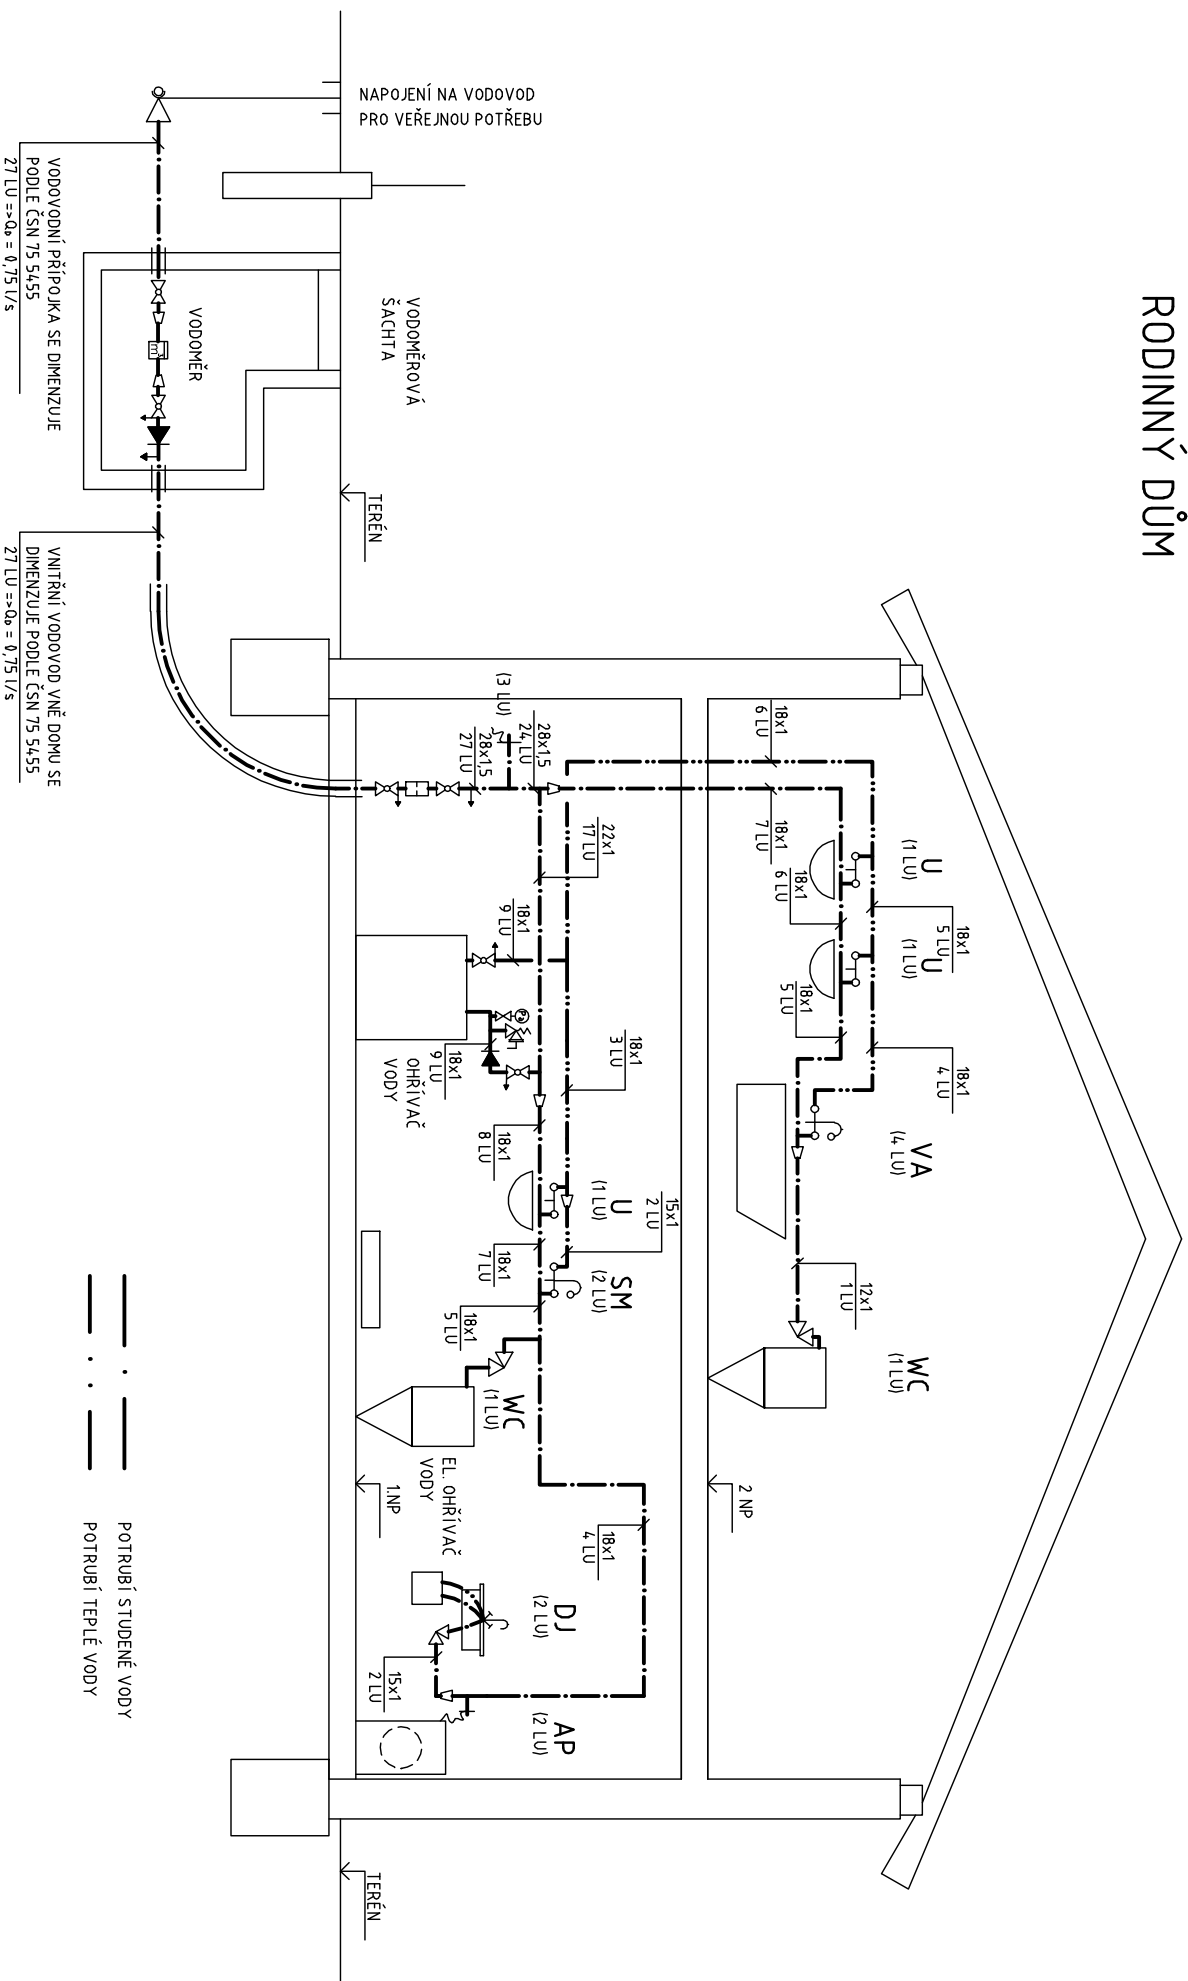 RODINNÝ DŮM
NAPOJENÍ NA VODOVOD
PRO VEŘEJNOU POTŘEBU
VODOVODNÍ PŘÍPOJKA SE DIMENZUJE
PODLE ČSN 75 5455
27 LU =>QD = 0,75 l/s
VODOMĚR
VODOMĚROVÁ
ŠACHTA
m³
TERÉN
VNITŘNÍ VODOVOD VNĚ DOMU SE
DIMENZUJE PODLE ČSN 75 5455
27 LU =>QD = 0,75 l/s
(3 LU)
28x1,5
27 LU
28x1,5
24 LU
18x1
6 LU
18x1
7 LU
U
(1 LU)
18x1
6 LU
18x1
5 LU
U
(1 LU)
18x1
5 LU
18x1
4 LU
VA
(4 LU)
12x1
1 LU
WC
(1 LU)
2 NP
22x1
17 LU
18x1
9 LU
18x1
3 LU
18x1
9 LU
OHŘÍVAČ
VODY
18x1
8 LU
U
(1 LU)
15x1
2 LU
18x1
7 LU
SM
(2 LU)
18x1
5 LU
WC
(1 LU)
1.NP
EL. OHŘÍVAČ
VODY
18x1
4 LU
DJ
(2 LU)
15x1
2 LU
AP
(2 LU)
TERÉN
POTRUBÍ STUDENÉ VODY
POTRUBÍ TEPLÉ VODY